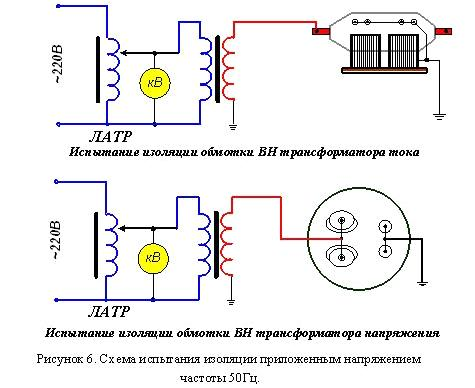 ~220В
кВ
ЛАТР
Испытание изоляции обмотки ВН трансформатора тока
~220В
кВ
ЛАТР
Испытание изоляции обмотки ВН трансформатора напряжения
Рисунок 6. Схема испытания изоляции приложенным напряжением
частоты 50Гц.